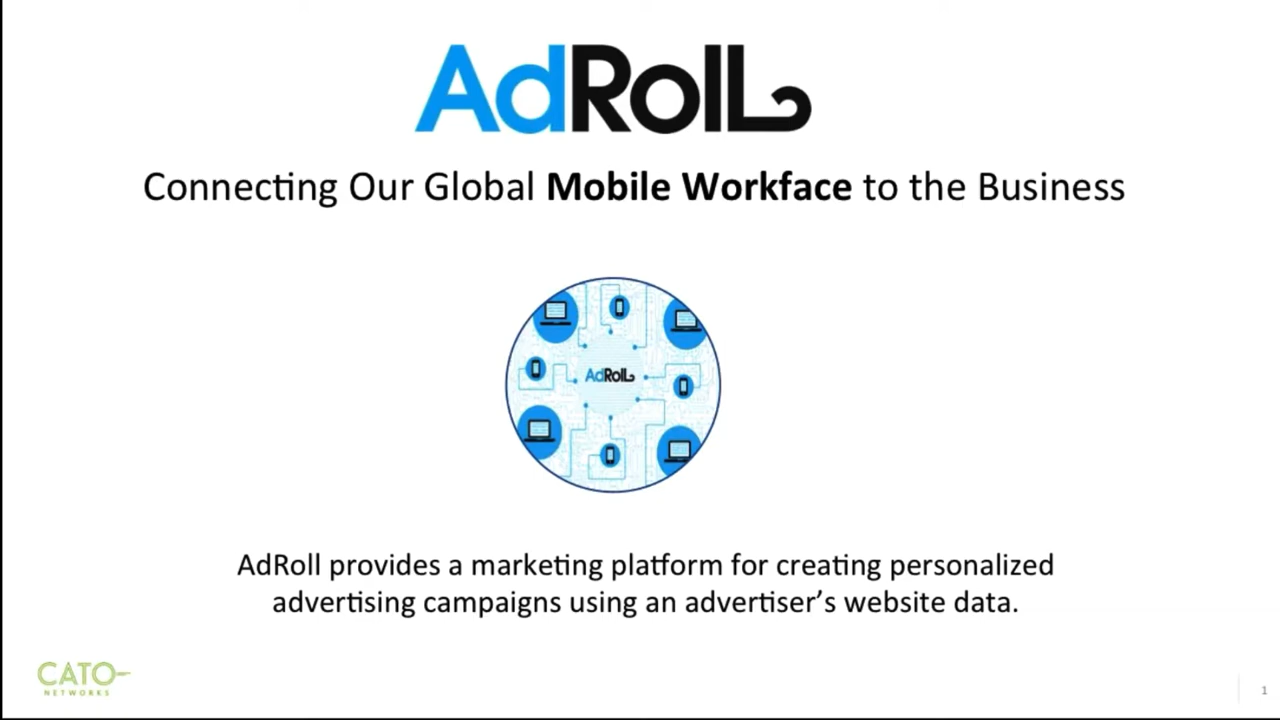 AdRoll
Connecting Our Global Mobile Workface to the Business
AdRoll
AdRoll provides a marketing platform for creating personalized
advertising campaigns using an advertiser’s website data.
CATO
NETWORKS
1